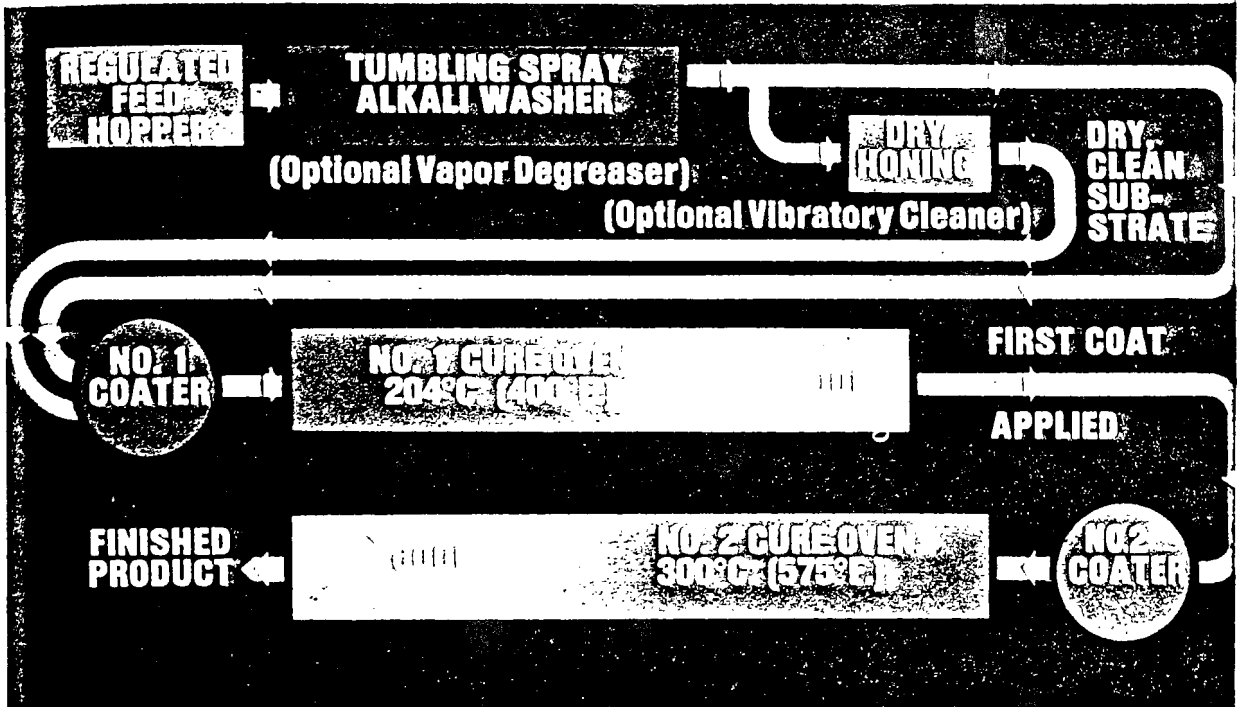 REGULATED
FEED
HOPPER
TUMBLING SPRAY
ALKALI WASHER
(Optional Vapor Degreaser)
DRY
HONING
(Optional Vibratory Cleaner)
DRY,
CLEAN
SUB-
STRATE
NO. 1
COATER
NO. 1 CURE OVEN
204°C. (400°F.)
FIRST COAT
APPLIED
FINISHED
PRODUCT
NO. 2 CURE OVEN
300°C. (575°F.)
NO. 2
COATER